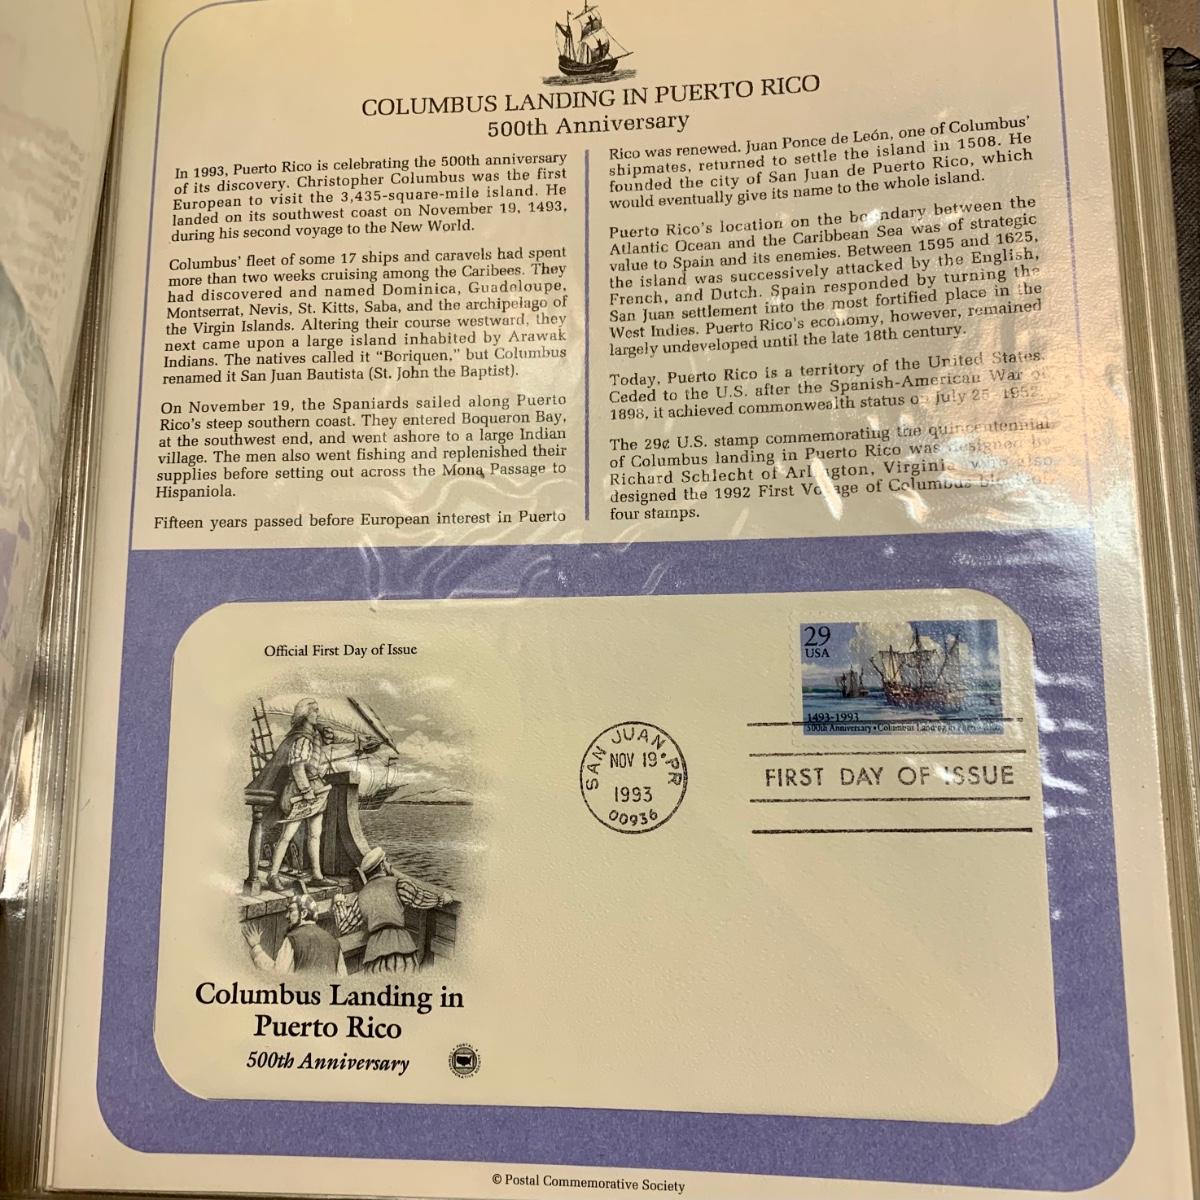 COLUMBUS LANDING IN PUERTO RICO
500th Anniversary
In 1993, Puerto Rico is celebrating the 500th anniversary
of its discovery. Christopher Columbus was the first
European to visit the 3,435-square-mile island. He
landed on its southwest coast on November 19, 1493,
during his second voyage to the New World.
Columbus' fleet of some 17 ships and caravels had spent
more than two weeks cruising among the Caribees. They
had discovered and named Dominica, Guadeloupe,
Montserrat, Nevis, St. Kitts, Saba, and the archipelago of
the Virgin Islands. Altering their course westward, they
next came upon a large island inhabited by Arawak
Indians. The natives called it "Boriquen," but Columbus
renamed it San Juan Bautista (St. John the Baptist).
On November 19, the Spaniards sailed along Puerto
Rico's steep southern coast. They entered Boqueron Bay,
at the southwest end, and went ashore to a large Indian
village. The men also went fishing and replenished their
supplies before setting out across the Mona Passage to
Hispaniola.
Fifteen years passed before European interest in Puerto
Rico was renewed. Juan Ponce de León, one of Columbus'
shipmates, returned to settle the island in 1508. He
founded the city of San Juan de Puerto Rico, which
would eventually give its name to the whole island.
Puerto Rico's location on the boundary between the
Atlantic Ocean and the Caribbean Sea was of strategic
value to Spain and its enemies. Between 1595 and 1625,
the island was successively attacked by the English,
French, and Dutch. Spain responded by turning the
San Juan settlement into the most fortified place in the
West Indies. Puerto Rico's economy, however, remained
largely undeveloped until the late 18th century.
Today, Puerto Rico is a territory of the United States.
Ceded to the U.S. after the Spanish-American War of
1898, it achieved commonwealth status on July 25, 1952.
The 29¢ U.S. stamp commemorating the quincentennial
of Columbus landing in Puerto Rico was designed by
Richard Schlecht of Arlington, Virginia, who also
designed the 1992 First Voyage of Columbus block of
four stamps.
Official First Day of Issue
29
USA
1493-1993
500th Anniversary • Columbus Landing in
SAN JUAN, PR
NOV 19
1993
00936
FIRST DAY OF ISSUE
Columbus Landing in
Puerto Rico
500th Anniversary
© Postal Commemorative Society